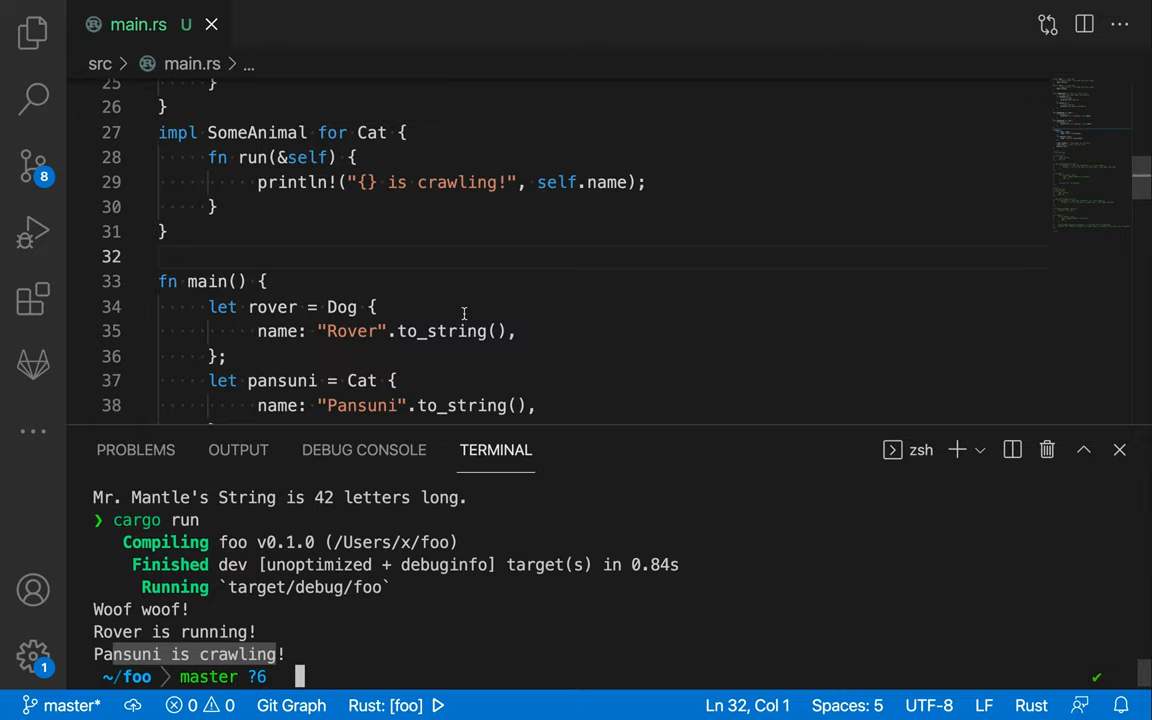 main.rs U
src > main.rs > ...
25 }
26 }
27 impl SomeAnimal for Cat {
28 fn run(&self) {
29 println!("{} is crawling!", self.name);
30 }
31 }
32
33 fn main() {
34 let rover = Dog {
35 name: "Rover".to_string(),
36 };
37 let pansuni = Cat {
38 name: "Pansuni".to_string(),
8
1
PROBLEMS OUTPUT DEBUG CONSOLE TERMINAL zsh
Mr. Mantle's String is 42 letters long.
❯ cargo run
Compiling foo v0.1.0 (/Users/x/foo)
Finished dev [unoptimized + debuginfo] target(s) in 0.84s
Running `target/debug/foo`
Woof woof!
Rover is running!
Pansuni is crawling!
~/foo > master ?6 ✔
master* 0 0 Git Graph Rust: [foo] Ln 32, Col 1 Spaces: 5 UTF-8 LF Rust